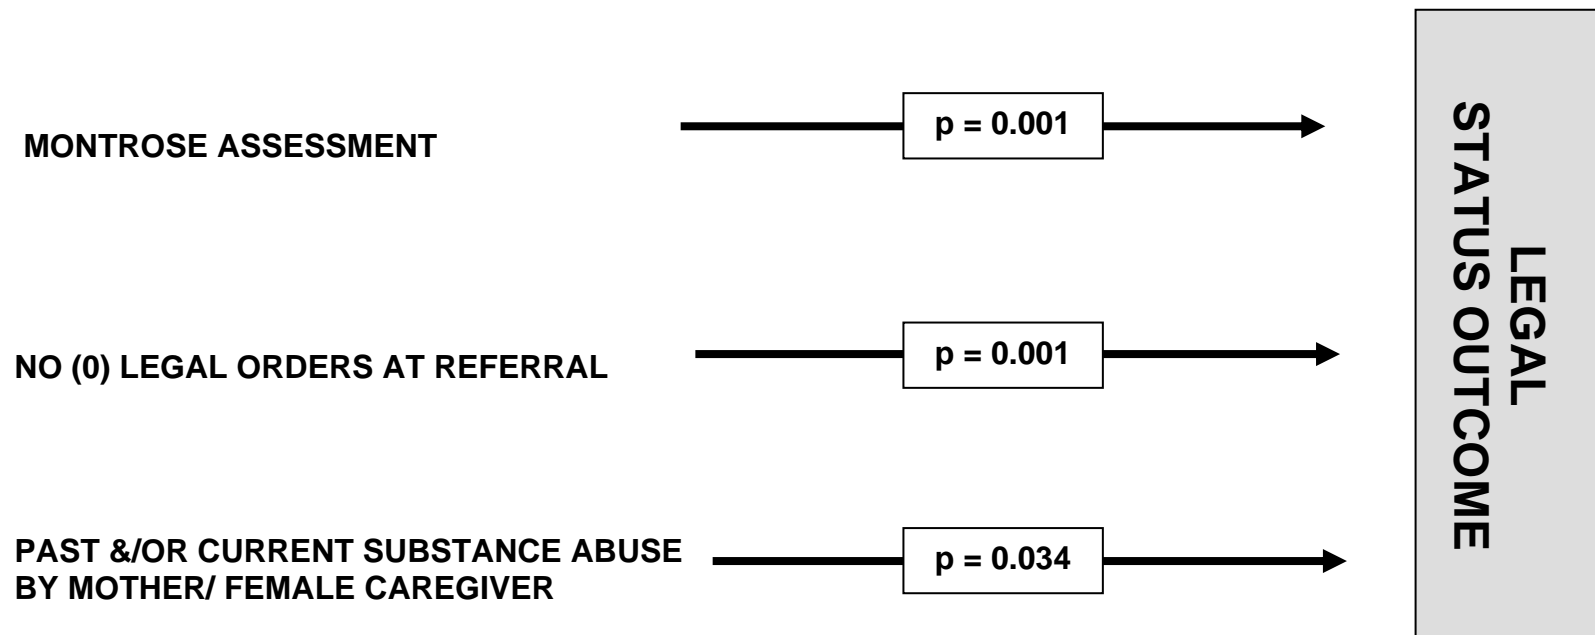 MONTROSE ASSESSMENT
p = 0.001
NO (0) LEGAL ORDERS AT REFERRAL
p = 0.001
PAST &/OR CURRENT SUBSTANCE ABUSE
BY MOTHER/ FEMALE CAREGIVER
p = 0.034
LEGAL
STATUS OUTCOME